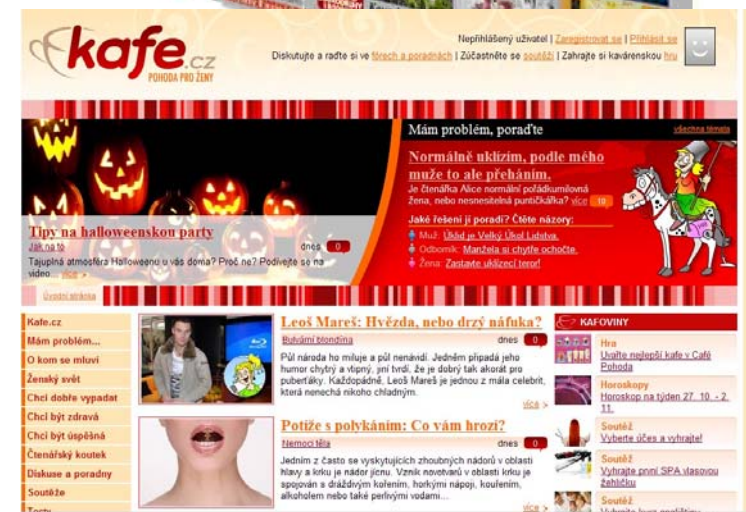 kafe.cz
POHODA PRO ŽENY
Nepřihlášený uživatel | Zaregistrovat se | Přihlásit se
Diskutujte a raďte si ve fórech a poradnách | Zúčastněte se soutěží | Zahrajte si kavárenskou hru
Tipy na halloweenskou party
Jak na to dnes 0
Tajuplná atmosféra Halloweenu u vás doma? Proč ne? Podívejte se na
video... více >
Mám problém, poraďte všechna témata
Normálně uklízím, podle mého
muže to ale přeháním.
Je čtenářka Alice normální pořádkumilovná
žena, nebo nesnesitelná puntičkářka? více 10
Jaké řešení jí poradí? Čtěte názory:
Muž: Úklid je Velký Úkol Lidstva.
Odborník: Manžela si chytře ochočte.
Žena: Zastavte uklízecí teror!
Úvodní stránka
Kafe.cz
Mám problém...
O kom se mluví
Ženský svět
Chci dobře vypadat
Chci být zdravá
Chci být úspěšná
Čtenářský koutek
Diskuse a poradny
Soutěže
Testy
Leoš Mareš: Hvězda, nebo drzý náfuka?
Bulvární blondína dnes 0
Půl národa ho miluje a půl nenávidí. Jedněm připadá jeho
humor chytrý a vtipný, jiní tvrdí, že je dobrý tak akorát pro
puberťáky. Každopádně, Leoš Mareš je jednou z mála celebrit,
která nenechá nikoho chladným.
více >
Potíže s polykáním: Co vám hrozí?
Nemoci těla dnes 0
Jedním z často se vyskytujících zhoubných nádorů v oblasti
hlavy a krku je nádor jícnu. Vznik novotvarů v oblasti krku je
spojován s dráždivým kořením, horkými nápoji, kouřením,
alkoholem nebo také perlivými vodami...
více >
KAFOVINY
Hra
Uvařte nejlepší kafe v Café
Pohoda
Horoskopy
Horoskop na týden 27. 10. - 2.
11.
Soutěž
Vyberte účes a vyhrajte!
Soutěž
Vyhrajte první SPA vlasovou
žehličku
Soutěž